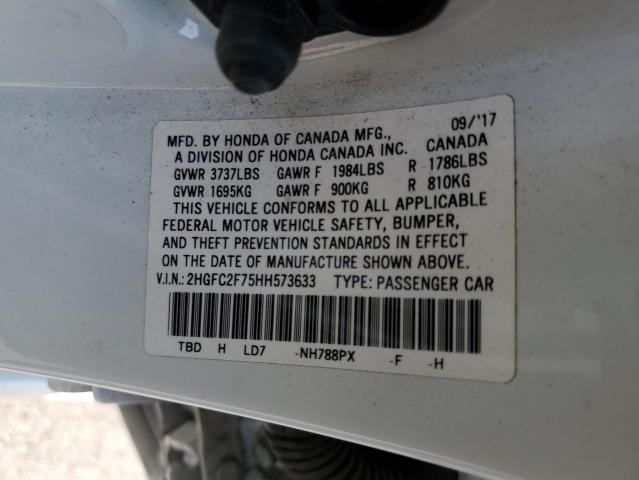 09/'17
MFD. BY HONDA OF CANADA MFG., CANADA
A DIVISION OF HONDA CANADA INC.
GVWR 3737LBS GAWR F 1984LBS R 1786LBS
GVWR 1695KG GAWR F 900KG R 810KG
THIS VEHICLE CONFORMS TO ALL APPLICABLE
FEDERAL MOTOR VEHICLE SAFETY, BUMPER,
AND THEFT PREVENTION STANDARDS IN EFFECT
ON THE DATE OF MANUFACTURE SHOWN ABOVE.
V.I.N.: 2HGFC2F75HH573633 TYPE: PASSENGER CAR
TBD H LD7 -NH788PX -F -H